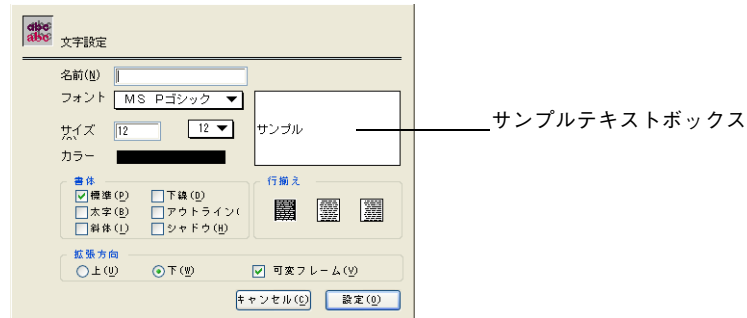 abc
abc
文字設定
名前(N)
フォント MS Pゴシック
サイズ 12 12
サンプル
サンプルテキストボックス
カラー
書体
標準(P) 下線(D)
太字(B) アウトライン(
斜体(I) シャドウ(H)
行揃え
拡張方向
上(U) 下(W) 可変フレーム(V)
キャンセル(C) 設定(O)